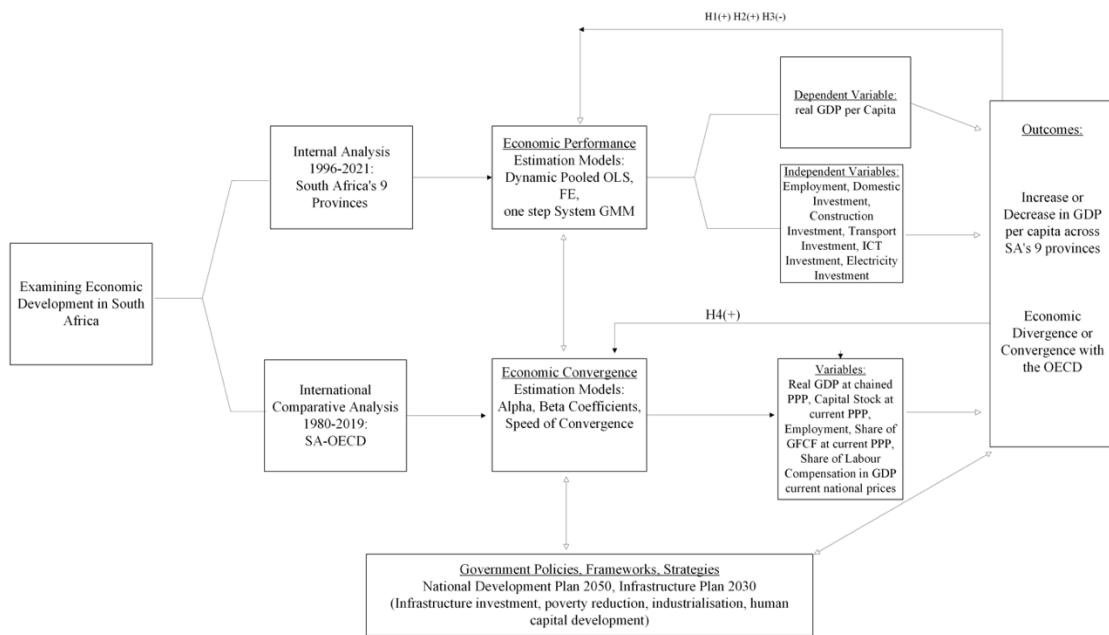 H1(+) H2(+) H3(-)
Dependent Variable:
real GDP per Capita
Outcomes:
Increase or
Decrease in GDP
per capita across
SA's 9 provinces
Economic
Divergence or
Convergence with
the OECD
Internal Analysis
1996-2021:
South Africa's 9
Provinces
Economic Performance
Estimation Models:
Dynamic Pooled OLS,
FE,
one step System GMM
Independent Variables:
Employment, Domestic
Investment,
Construction
Investment, Transport
Investment, ICT
Investment, Electricity
Investment
Examining Economic
Development in South
Africa
H4(+)
International
Comparative Analysis
1980-2019:
SA-OECD
Economic Convergence
Estimation Models:
Alpha, Beta Coefficients,
Speed of Convergence
Variables:
Real GDP at chained
PPP, Capital Stock at
current PPP,
Employment, Share of
GFCF at current PPP,
Share of Labour
Compensation in GDP
current national prices
Government Policies, Frameworks, Strategies
National Development Plan 2050, Infrastructure Plan 2030
(Infrastructure investment, poverty reduction, industrialisation, human
capital development)